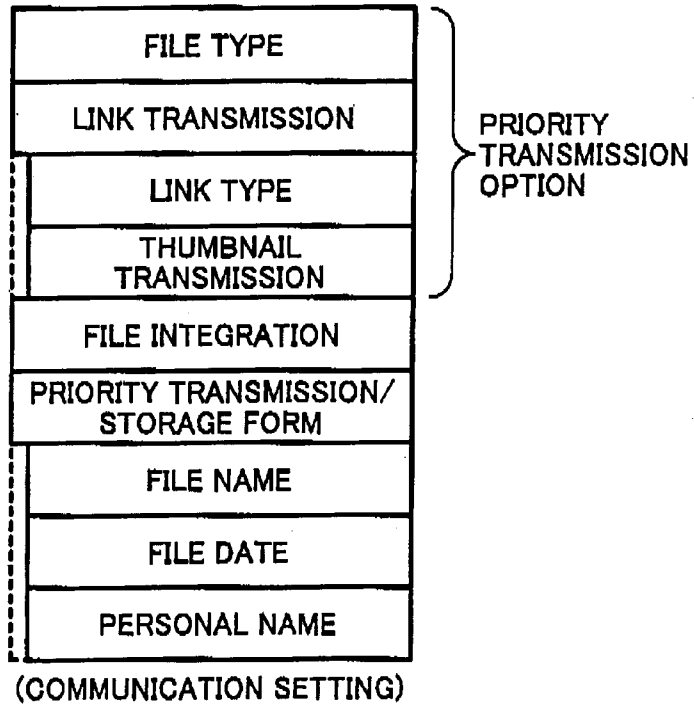 FILE TYPE
LINK TRANSMISSION
LINK TYPE
THUMBNAIL
TRANSMISSION
PRIORITY
TRANSMISSION
OPTION
FILE INTEGRATION
PRIORITY TRANSMISSION/
STORAGE FORM
FILE NAME
FILE DATE
PERSONAL NAME
(COMMUNICATION SETTING)